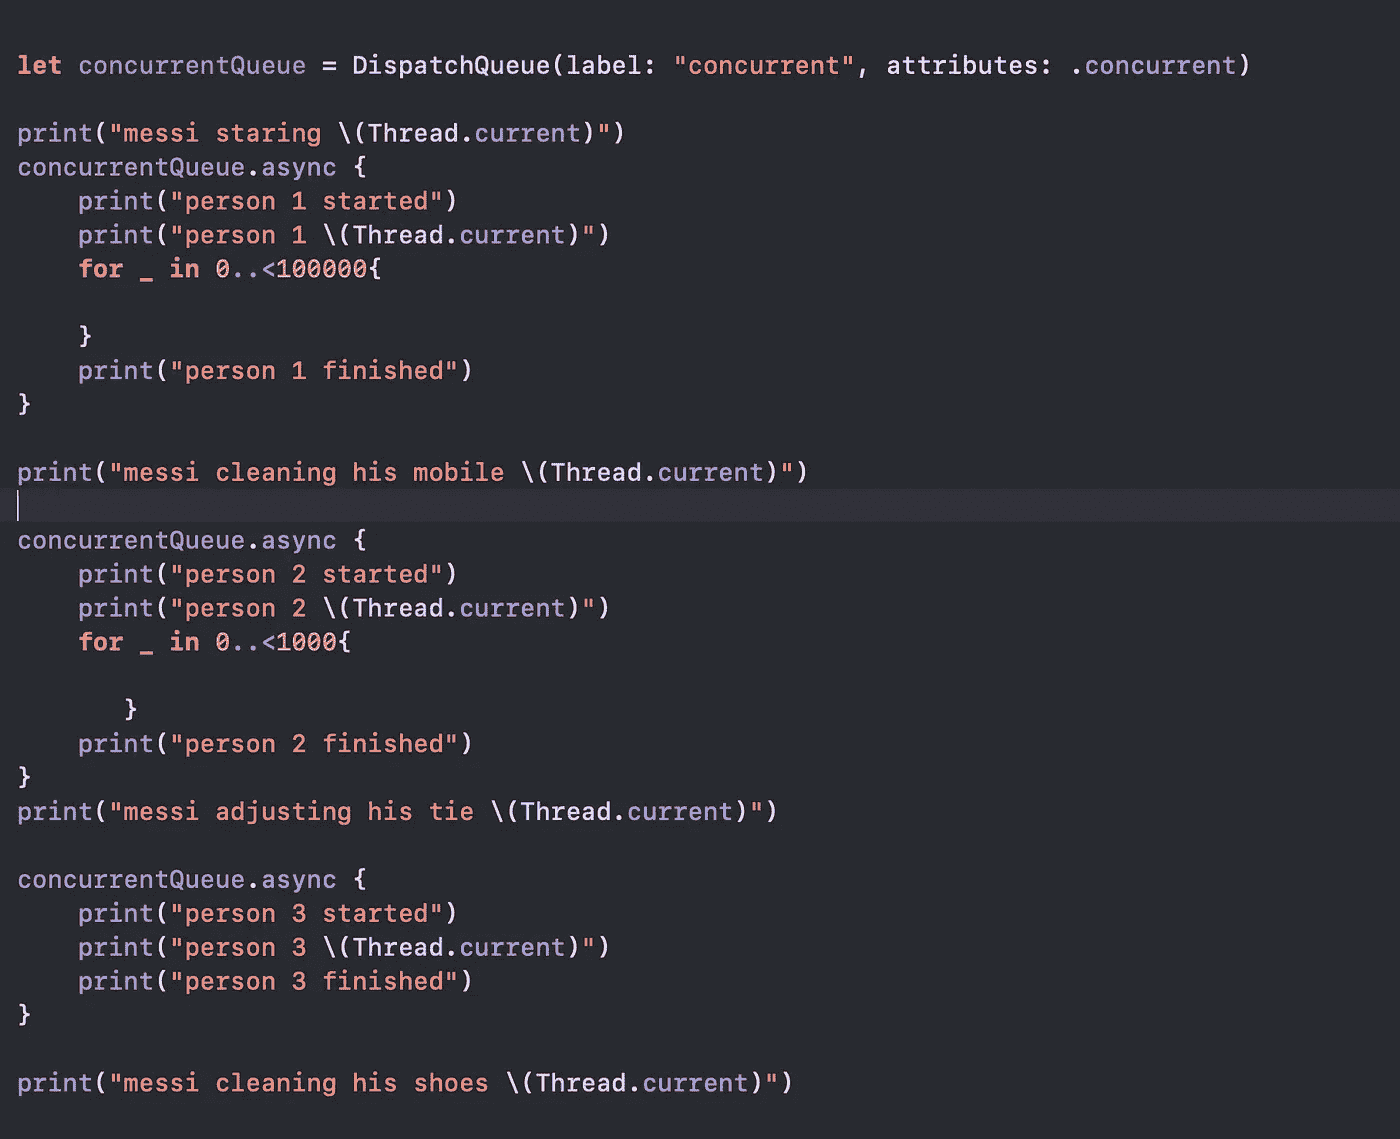 let concurrentQueue = DispatchQueue(label: "concurrent", attributes: .concurrent)
print("messi staring \(Thread.current)")
concurrentQueue.async {
    print("person 1 started")
    print("person 1 \(Thread.current)")
    for _ in 0..<100000{
    }
    print("person 1 finished")
}
print("messi cleaning his mobile \(Thread.current)")
concurrentQueue.async {
    print("person 2 started")
    print("person 2 \(Thread.current)")
    for _ in 0..<1000{
       }
    print("person 2 finished")
}
print("messi adjusting his tie \(Thread.current)")
concurrentQueue.async {
    print("person 3 started")
    print("person 3 \(Thread.current)")
    print("person 3 finished")
}
print("messi cleaning his shoes \(Thread.current)")